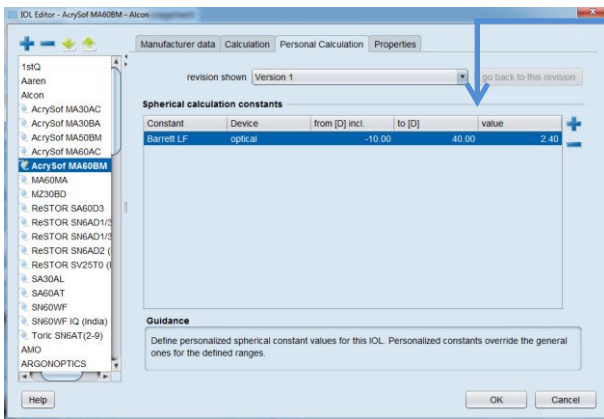 IOL Editor - AcrySof MA60BM - Alcon
Manufacturer data Calculation Personal Calculation Properties
revision shown Version 1 go back to this revision
Spherical calculation constants
Constant Device from [D] incl. to [D] value
Barrett LF optical -10.00 40.00 2.40
1stQ
Aaren
Alcon
AcrySof MA30AC
AcrySof MA30BA
AcrySof MA50BM
AcrySof MA60AC
AcrySof MA60BM
MA60MA
MZ30BD
ReSTOR SA60D3
ReSTOR SN6AD1/3
ReSTOR SN6AD1/3
ReSTOR SN6AD2 (
ReSTOR SV25T0 (
SA30AL
SA60AT
SN60WF
SN60WF IQ (India)
Toric SN6AT(2-9)
AMO
ARGONOPTICS
Guidance
Define personalized spherical constant values for this IOL. Personalized constants override the general
ones for the defined ranges.
Help OK Cancel